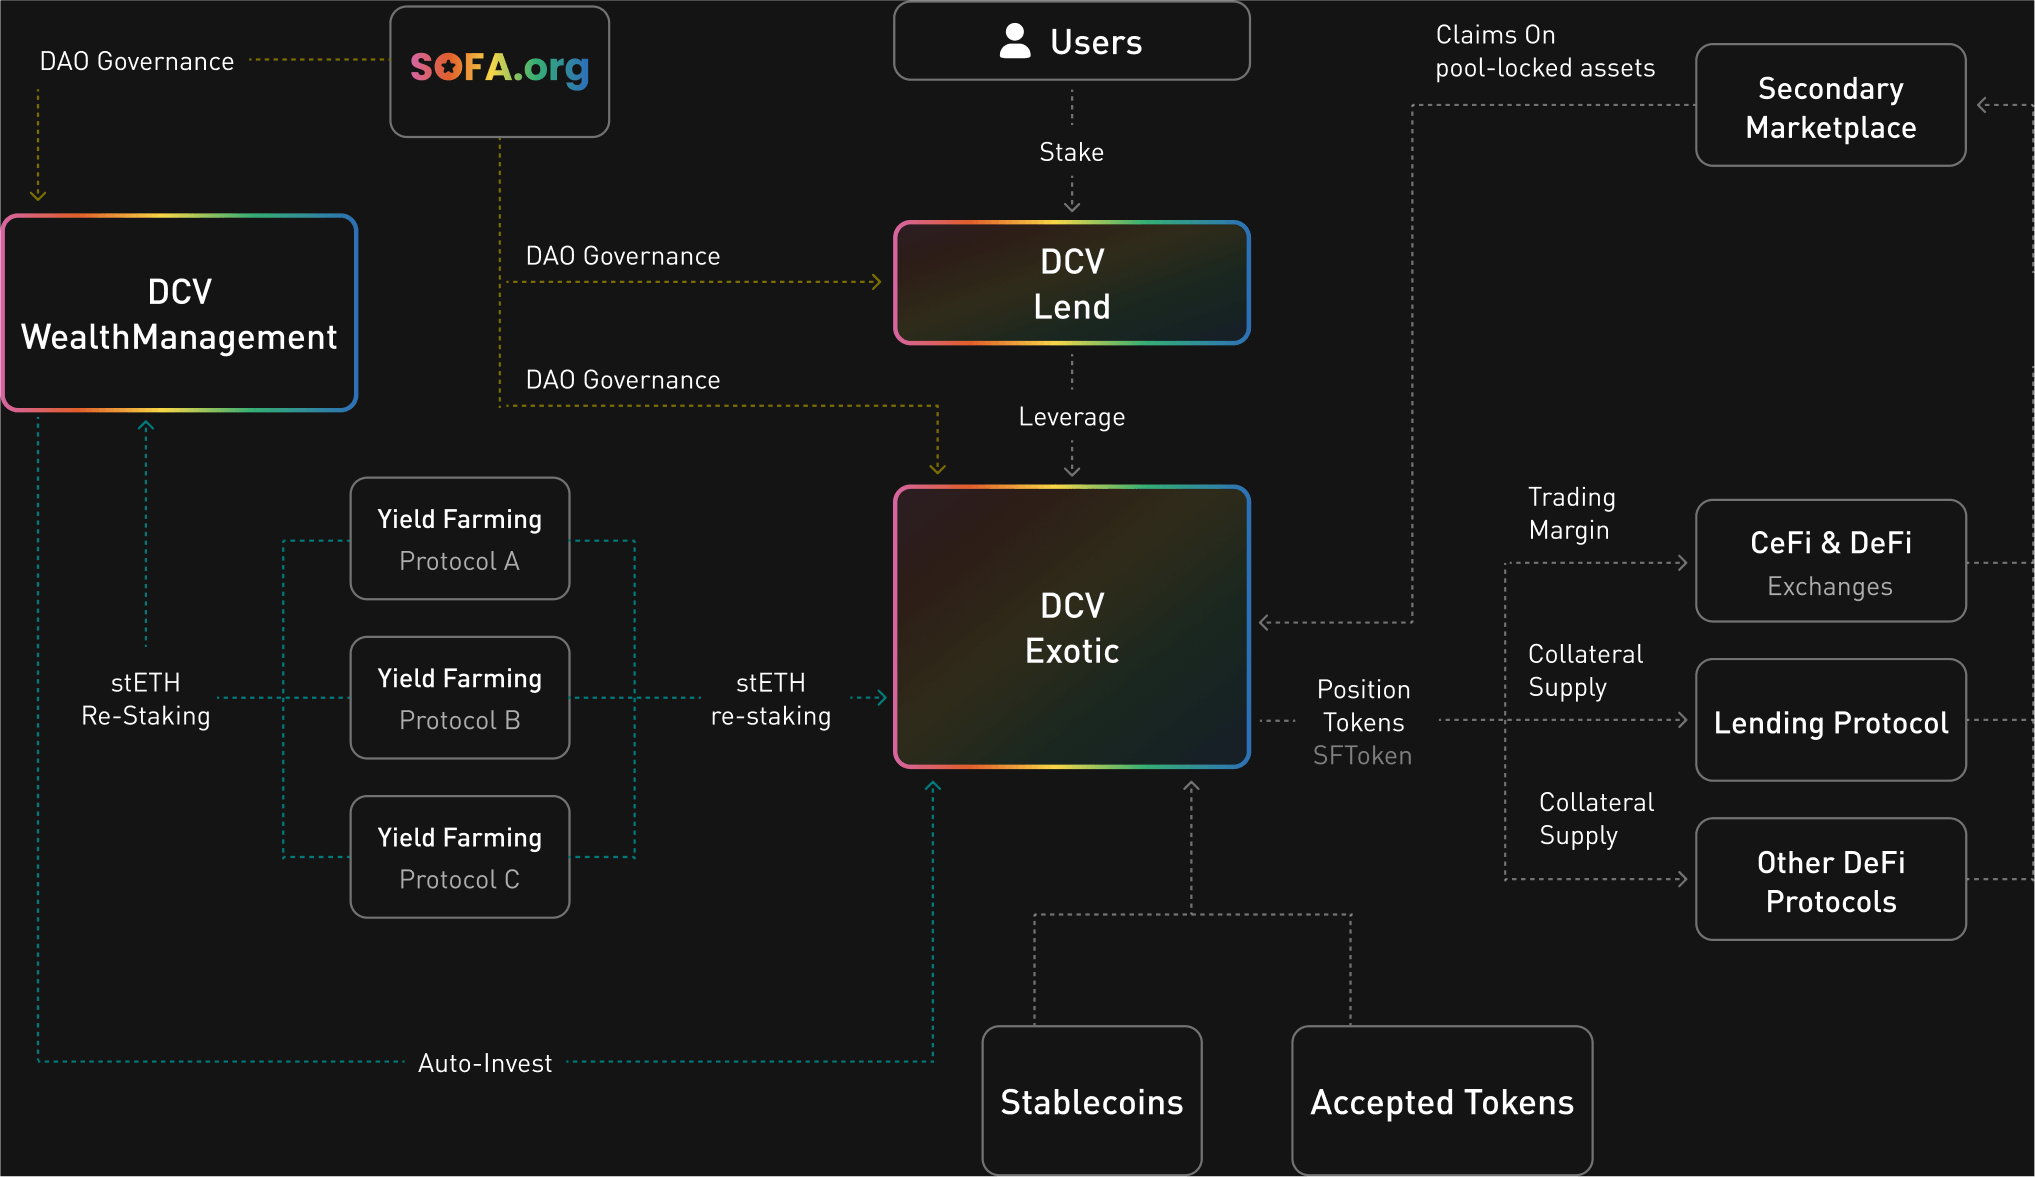 DAO Governance
SOFA.org
Users
Claims On
pool-locked assets
Secondary
Marketplace
Stake
DCV
WealthManagement
DAO Governance
DCV
Lend
DAO Governance
Leverage
Yield Farming
Protocol A
Yield Farming
Protocol B
Yield Farming
Protocol C
stETH
Re-Staking
stETH
re-staking
DCV
Exotic
Position
Tokens
SFToken
Trading
Margin
CeFi & DeFi
Exchanges
Collateral
Supply
Lending Protocol
Collateral
Supply
Other DeFi
Protocols
Auto-Invest
Stablecoins
Accepted Tokens